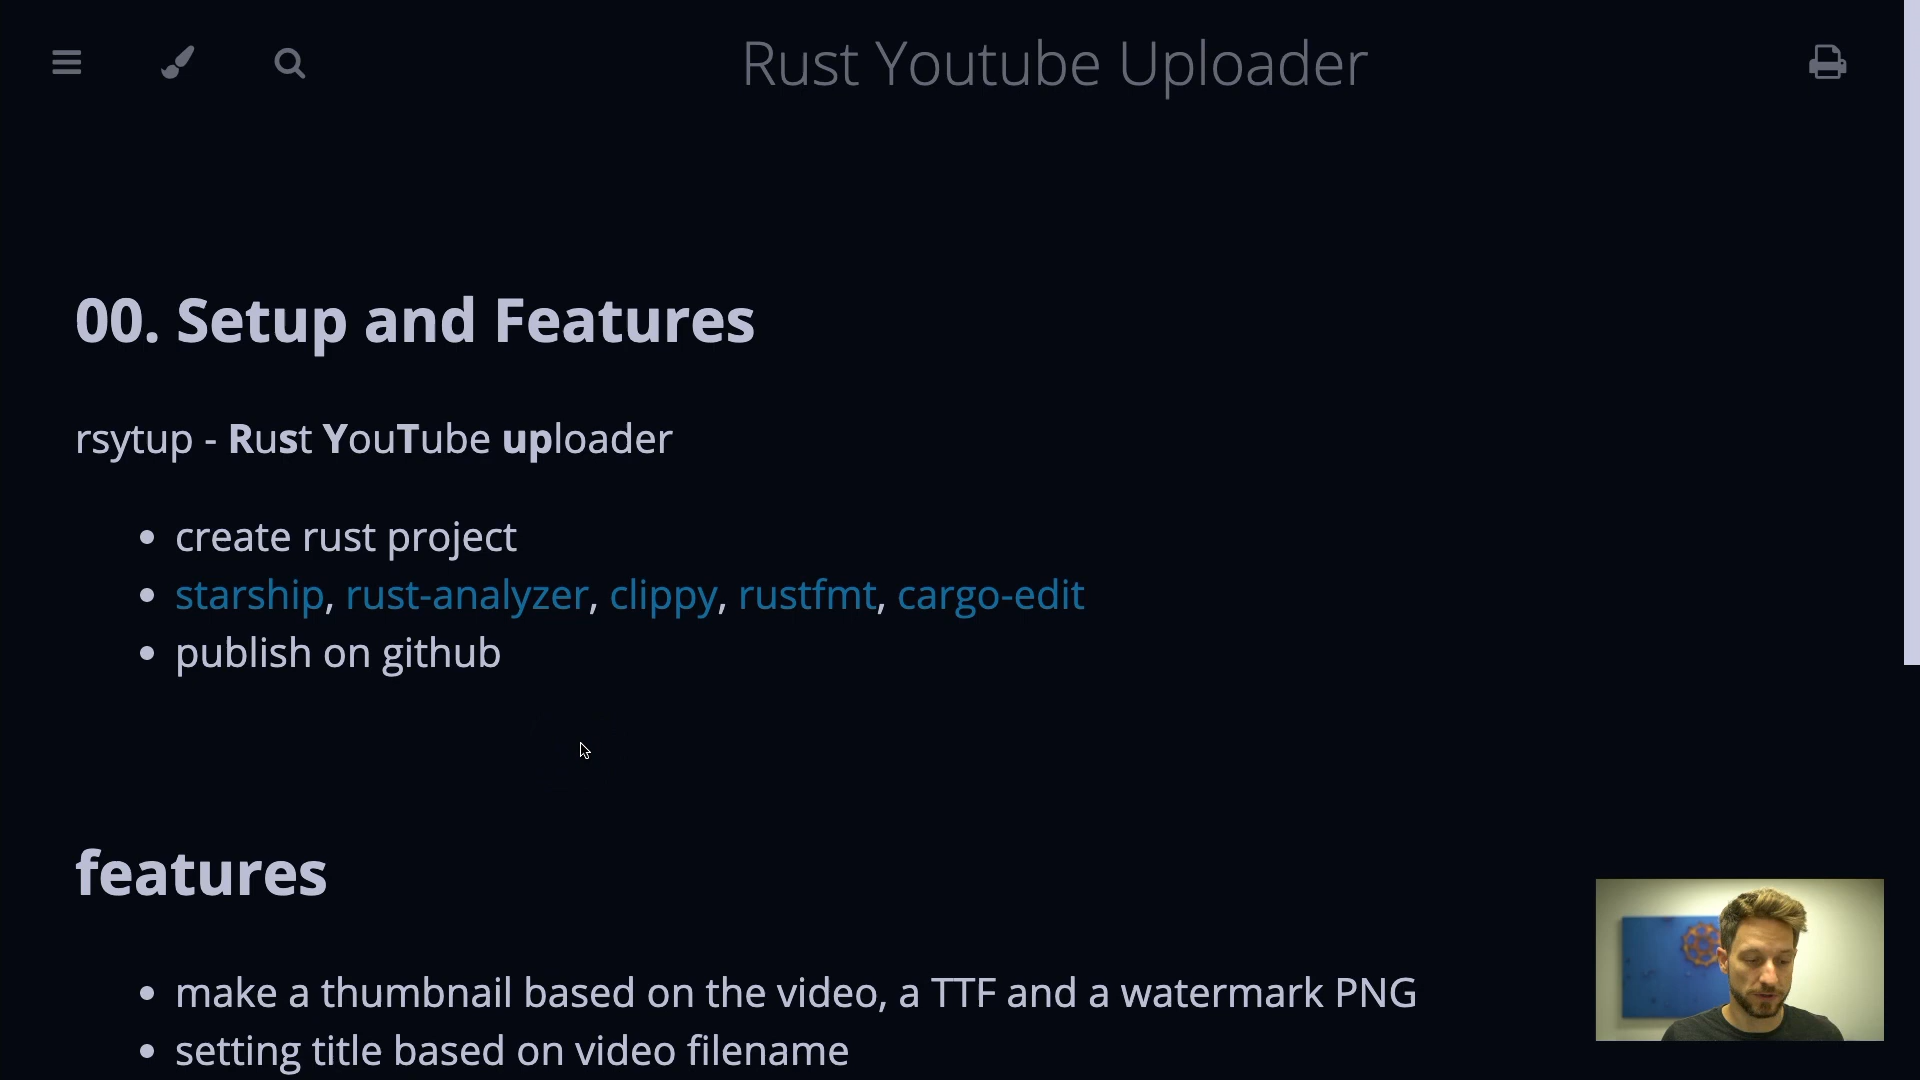 Rust Youtube Uploader
00. Setup and Features
rsytup - Rust YouTube uploader
create rust project
starship, rust-analyzer, clippy, rustfmt, cargo-edit
publish on github
features
make a thumbnail based on the video, a TTF and a watermark PNG
setting title based on video filename